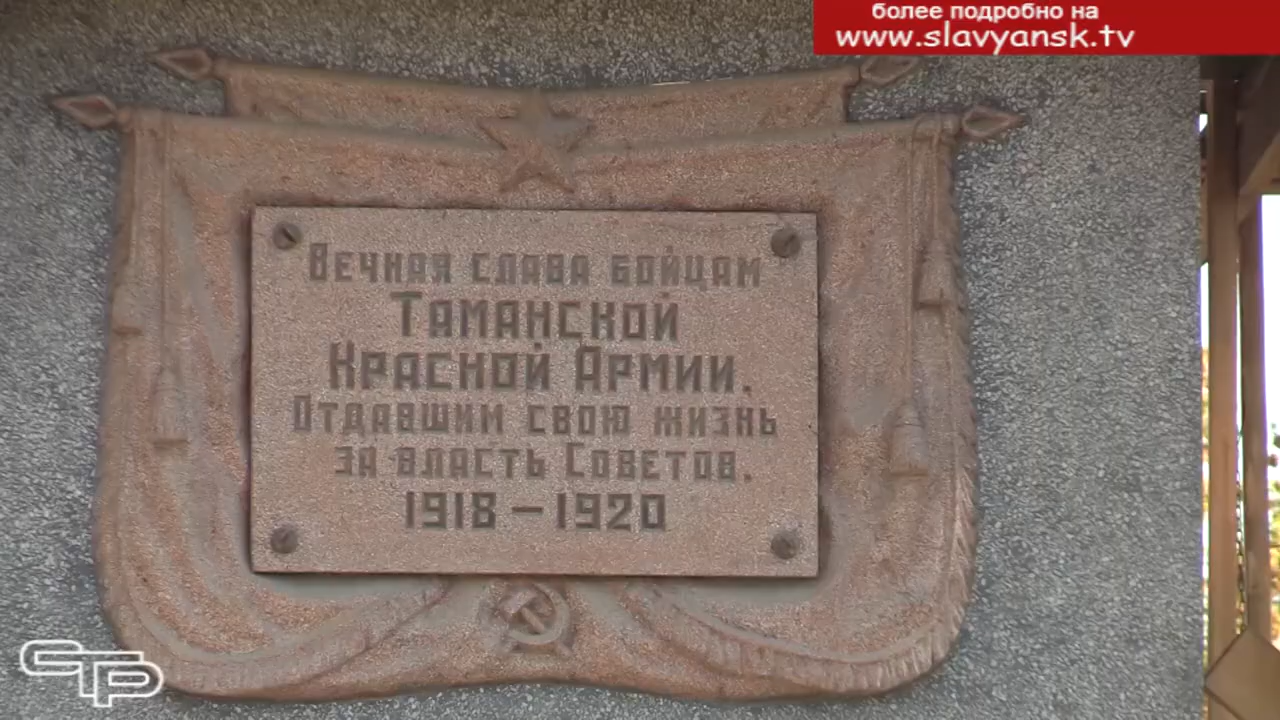 более подробно на
www.slavyansk.tv
Вечная слава бойцам
Таманской
Красной Армии.
Отдавшим свою жизнь
за власть Советов.
1918 – 1920
СТР